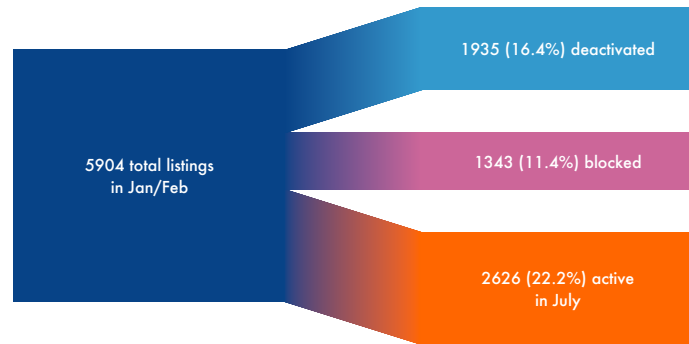 1935 (16.4%) deactivated
5904 total listings
in Jan/Feb
1343 (11.4%) blocked
2626 (22.2%) active
in July